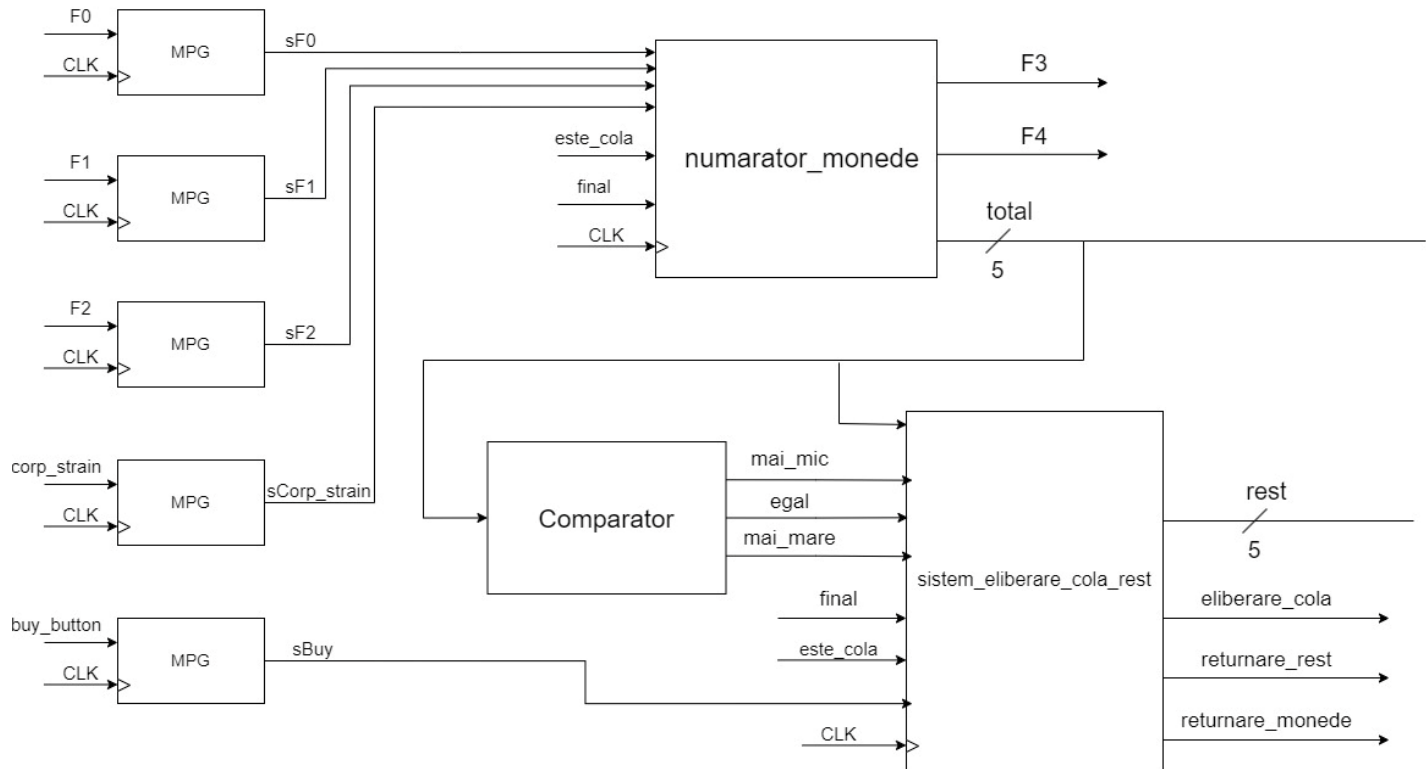 F0
MPG
CLK
sF0
F1
MPG
CLK
sF1
F2
MPG
CLK
sF2
corp_strain
MPG
CLK
sCorp_strain
buy_button
MPG
CLK
sBuy
este_cola
final
CLK
numarator_monede
F3
F4
total
5
Comparator
mai_mic
egal
mai_mare
final
este_cola
CLK
sistem_eliberare_cola_rest
rest
5
eliberare_cola
returnare_rest
returnare_monede